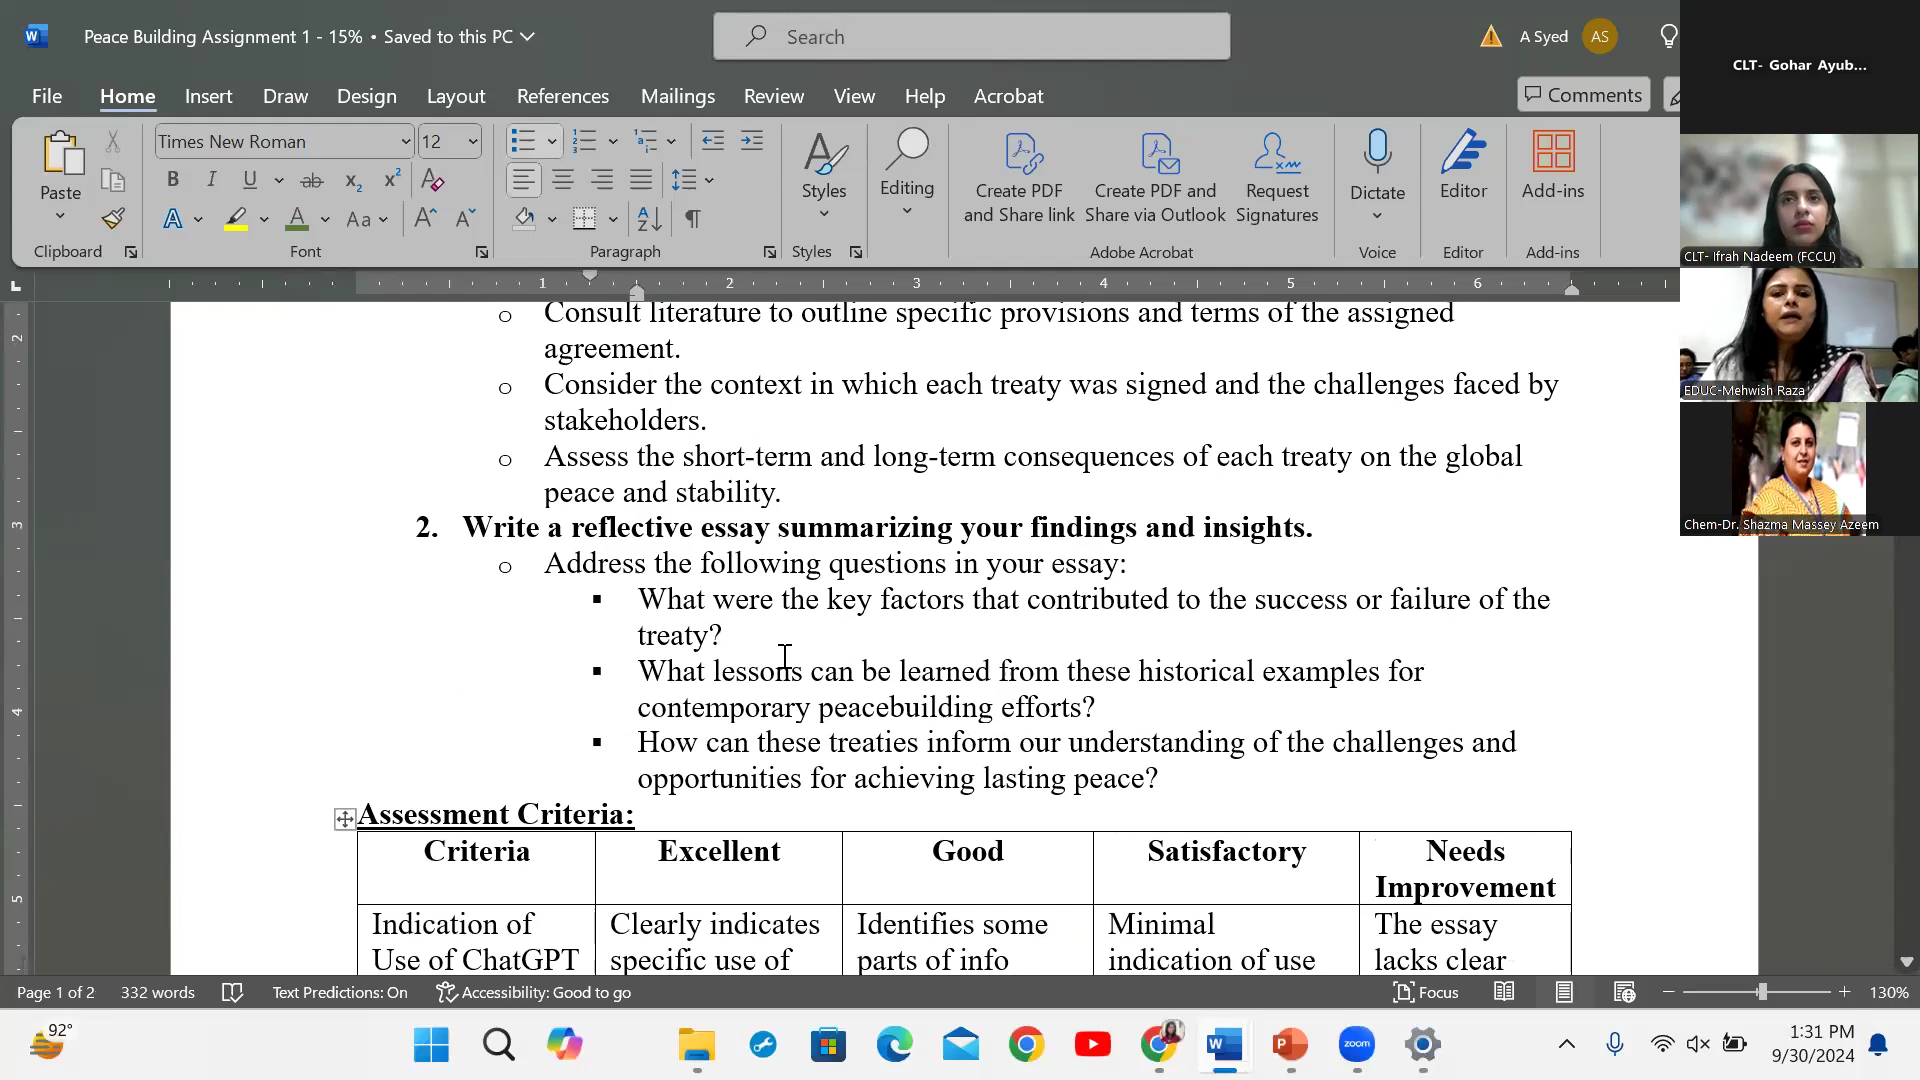 Peace Building Assignment 1 - 15% • Saved to this PC
Search
A Syed
AS
File Home Insert Draw Design Layout References Mailings Review View Help Acrobat
Comments
Times New Roman
12
Paste
Styles
Editing
Create PDF
and Share link
Create PDF and
Share via Outlook
Request
Signatures
Dictate
Editor
Add-ins
Clipboard
Font
Paragraph
Styles
Adobe Acrobat
Voice
Editor
Add-ins
1 2 3 4 5 6
Consult literature to outline specific provisions and terms of the assigned
agreement.
Consider the context in which each treaty was signed and the challenges faced by
stakeholders.
Assess the short-term and long-term consequences of each treaty on the global
peace and stability.
2. Write a reflective essay summarizing your findings and insights.
Address the following questions in your essay:
What were the key factors that contributed to the success or failure of the
treaty?
What lessons can be learned from these historical examples for
contemporary peacebuilding efforts?
How can these treaties inform our understanding of the challenges and
opportunities for achieving lasting peace?
Assessment Criteria:
Criteria
Excellent
Good
Satisfactory
Needs
Improvement
Indication of
Use of ChatGPT
Clearly indicates
specific use of
Identifies some
parts of info
Minimal
indication of use
The essay
lacks clear
CLT- Gohar Ayub...
CLT- Ifrah Nadeem (FCCU)
EDUC-Mehwish Raza
Chem-Dr. Shazma Massey Azeem
Page 1 of 2
332 words
Text Predictions: On
Accessibility: Good to go
Focus
130%
92°
zoom
1:31 PM
9/30/2024